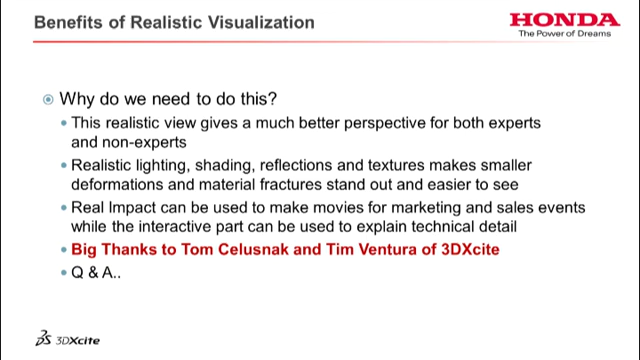 Benefits of Realistic Visualization
HONDA
The Power of Dreams
Why do we need to do this?
This realistic view gives a much better perspective for both experts
and non-experts
Realistic lighting, shading, reflections and textures makes smaller
deformations and material fractures stand out and easier to see
Real Impact can be used to make movies for marketing and sales events
while the interactive part can be used to explain technical detail
Big Thanks to Tom Celusnak and Tim Ventura of 3DXcite
Q & A..
3DXcite